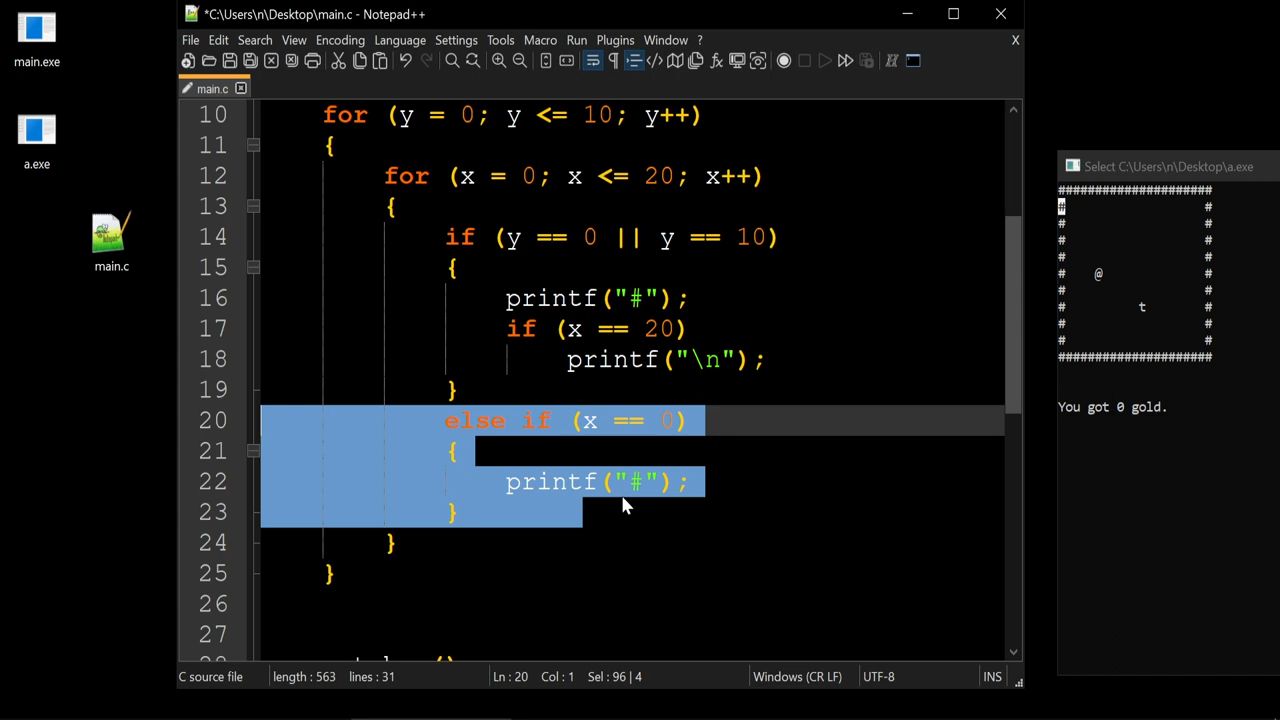 main.exe
a.exe
main.c
*C:\Users\n\Desktop\main.c - Notepad++
File Edit Search View Encoding Language Settings Tools Macro Run Plugins Window ? X
main.c
10 for (y = 0; y <= 10; y++)
11 {
12 for (x = 0; x <= 20; x++)
13 {
14 if (y == 0 || y == 10)
15 {
16 printf("#");
17 if (x == 20)
18 printf("\n");
19 }
20 else if (x == 0)
21 {
22 printf("#");
23 }
24 }
25 }
26
27
C source file length : 563 lines : 31 Ln : 20 Col : 1 Sel : 96 | 4 Windows (CR LF) UTF-8 INS
Select C:\Users\n\Desktop\a.exe
#####################
# #
# #
# #
# #
# @ #
# #
# t #
# #
# #
#####################
You got 0 gold.